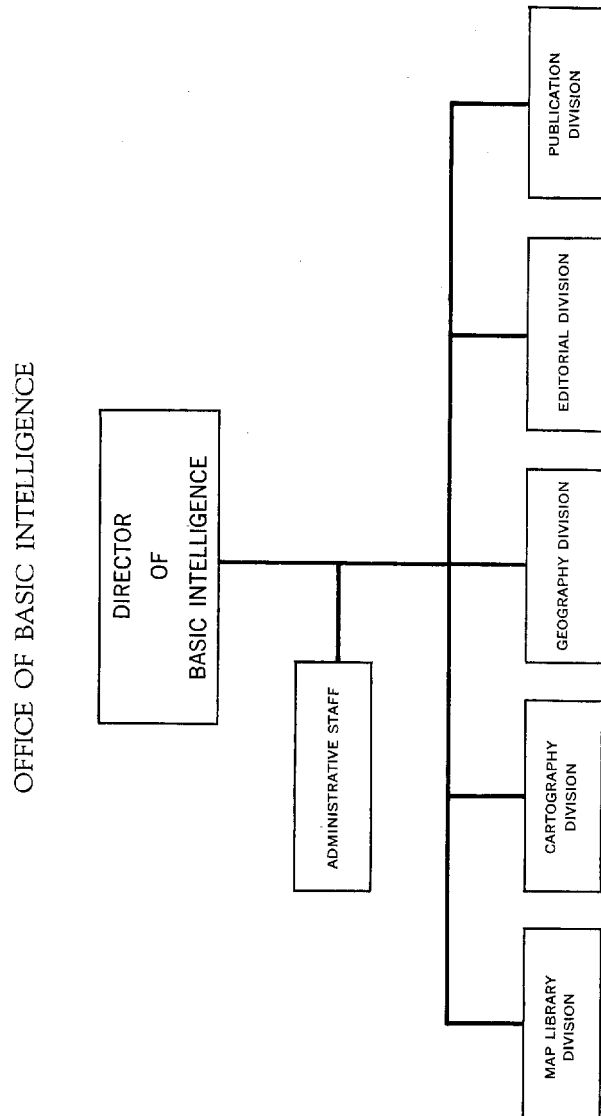 OFFICE OF BASIC INTELLIGENCE
DIRECTOR
OF
BASIC INTELLIGENCE
ADMINISTRATIVE STAFF
MAP LIBRARY
DIVISION
CARTOGRAPHY
DIVISION
GEOGRAPHY DIVISION
EDITORIAL DIVISION
PUBLICATION
DIVISION